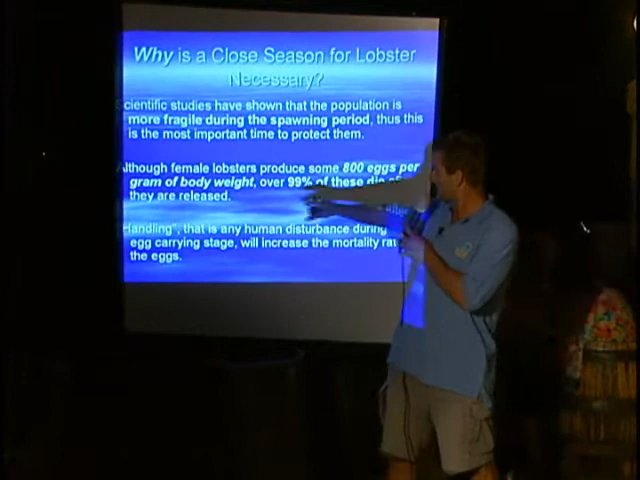 Why is a Close Season for Lobster
Necessary?
Scientific studies have shown that the population is
more fragile during the spawning period, thus this
is the most important time to protect them.
Although female lobsters produce some 800 eggs per
gram of body weight, over 99% of these die
they are released.
"Handling", that is any human disturbance during
egg carrying stage, will increase the mortality
the eggs.